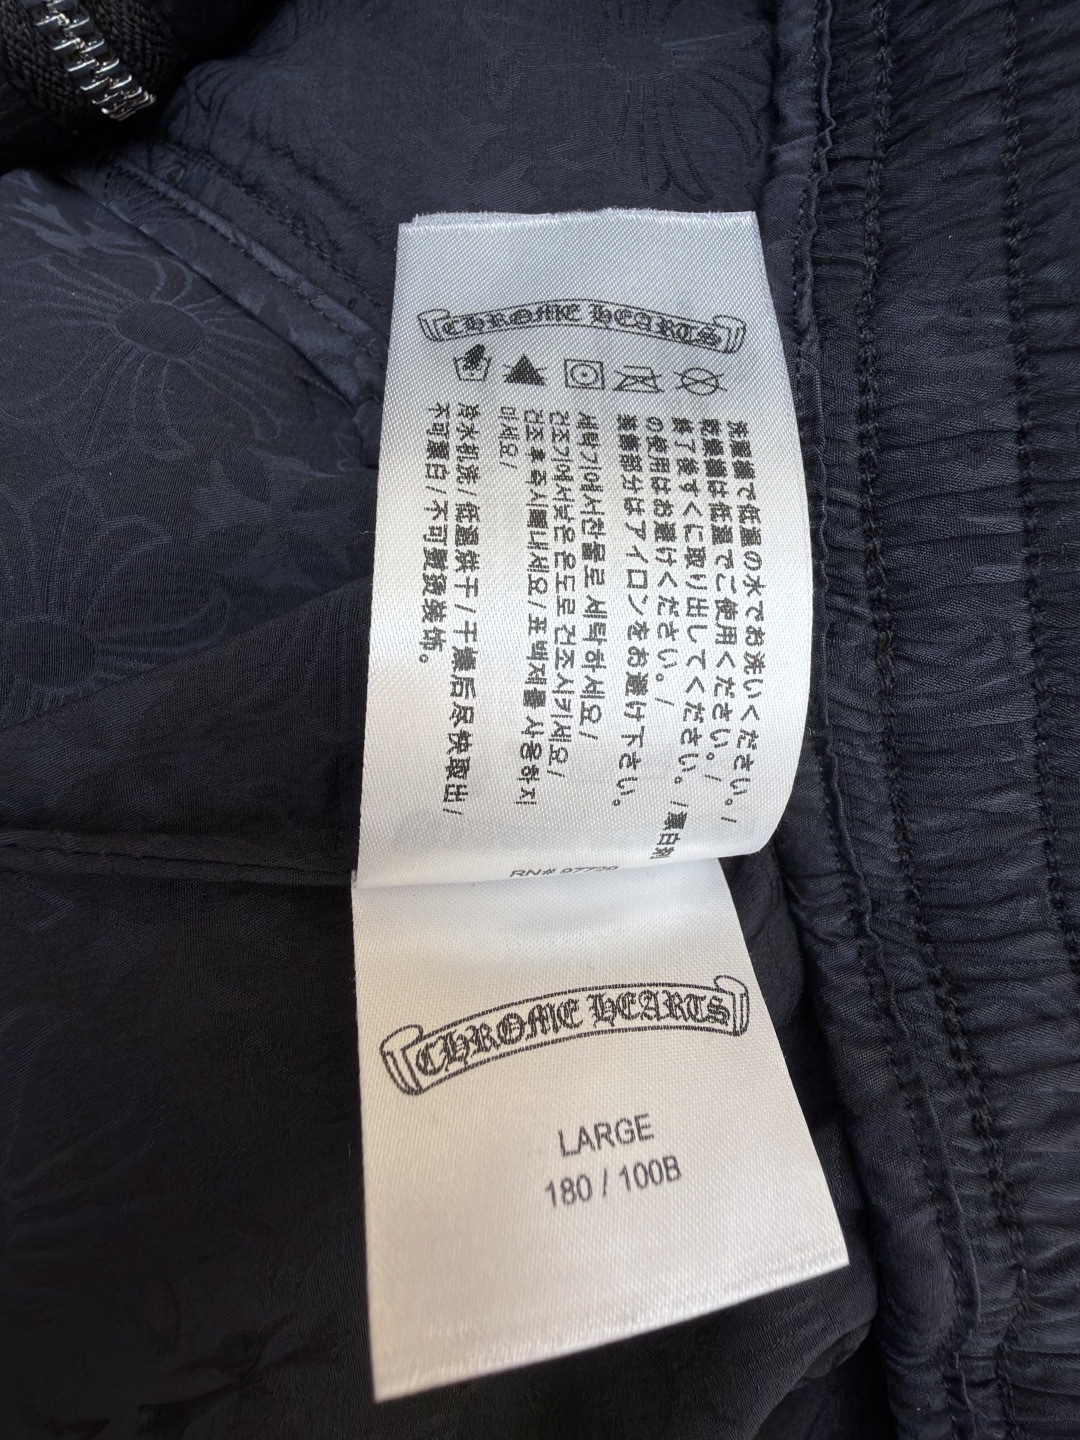 CHROME HEARTS
洗濯機で低温の水でお洗いください。/
乾燥機は低温でご使用ください。/
終了後すぐに取り出してください。/漂白剤
の使用はお避けください。/
装飾部分はアイロンをお避け下さい。
세탁기에서찬물로 세탁하세요/
건조기에서낮은 온도로 건조시키세요/
건조 후 즉시꺼내세요/ 표백제를 사용하지
마세요/
冷水机洗/低温烘干/干燥后尽快取出/
不可漂白/不可熨燙装饰。
RN#
CHROME HEARTS
LARGE
180 / 100B